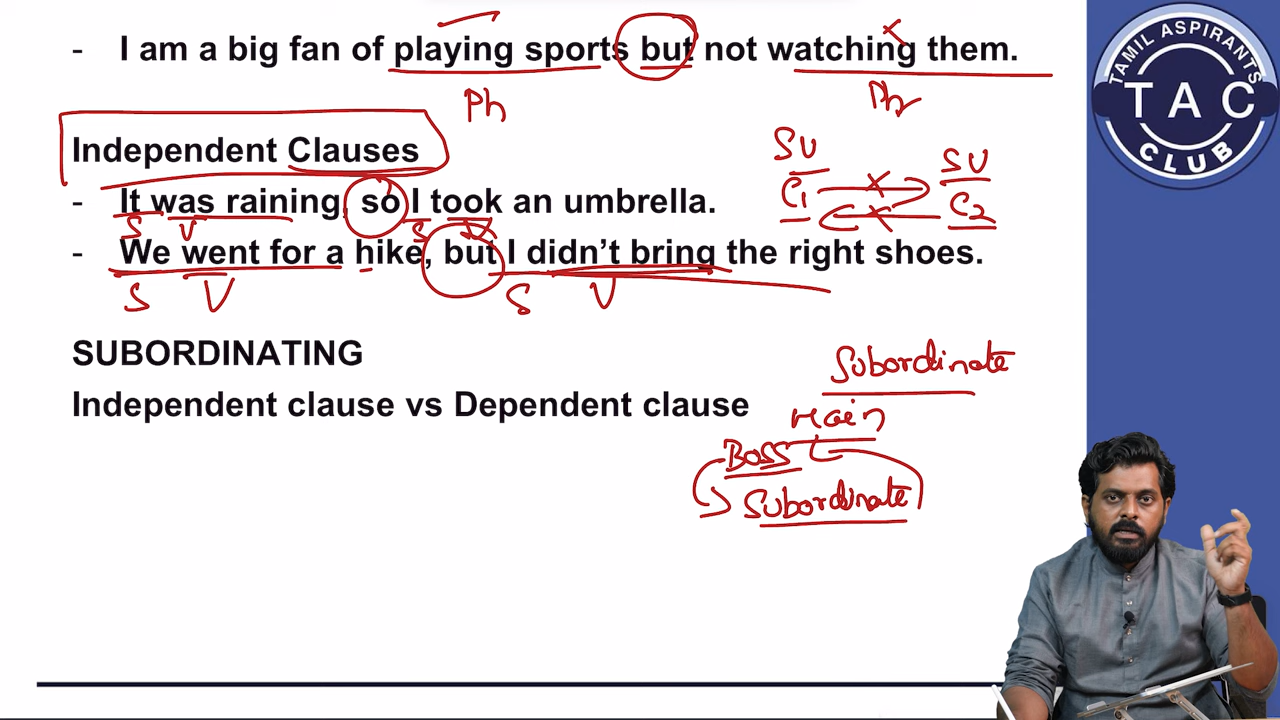 - I am a big fan of playing sports but not watching them.
Ph Ph
Independent Clauses
- It was raining, so I took an umbrella.
S V S V
SV SV
C1 C2
- We went for a hike, but I didn’t bring the right shoes.
S V S V
SUBORDINATING
Independent clause vs Dependent clause
Subordinate
Main
Boss
Subordinate
TAMIL ASPIRANTS
TAC
CLUB